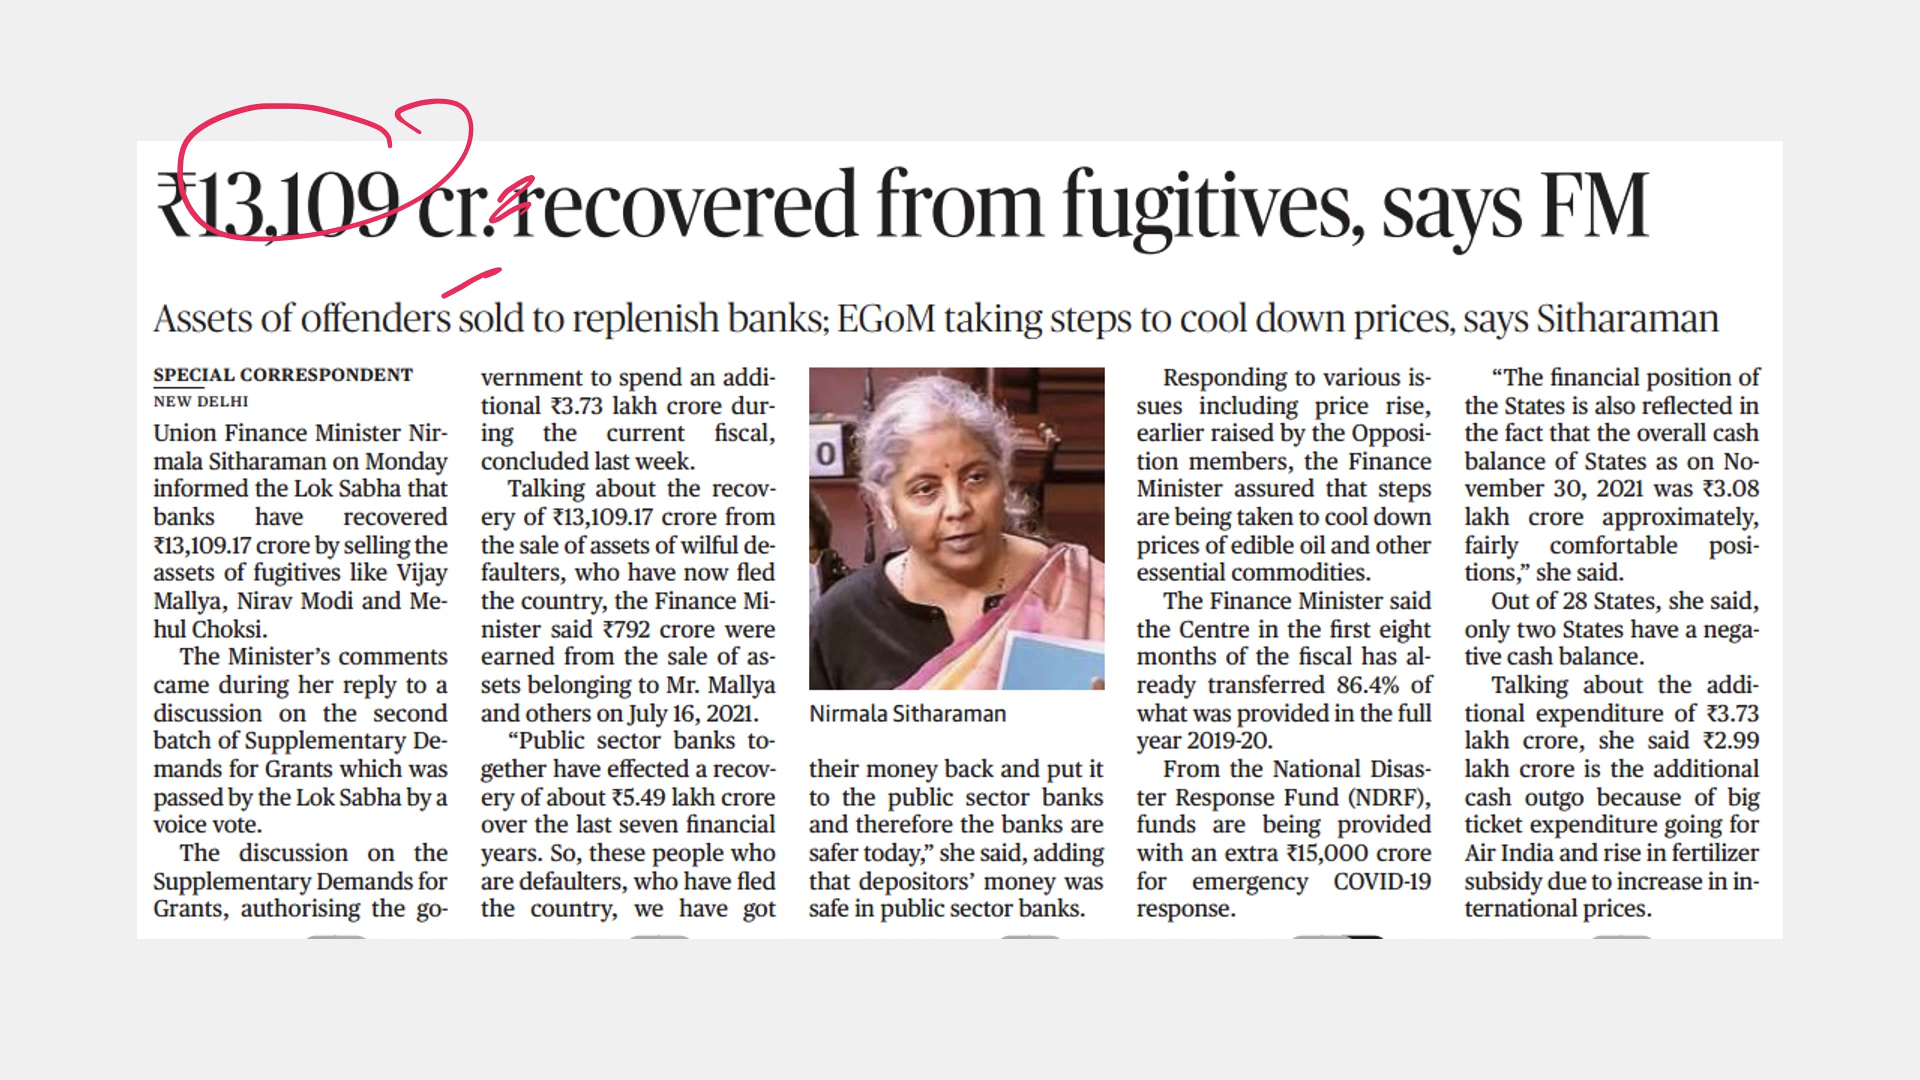 ₹13,109 cr. recovered from fugitives, says FM
Assets of offenders sold to replenish banks; EGoM taking steps to cool down prices, says Sitharaman
SPECIAL CORRESPONDENT
NEW DELHI
Union Finance Minister Nir-
mala Sitharaman on Monday
informed the Lok Sabha that
banks have recovered
₹13,109.17 crore by selling the
assets of fugitives like Vijay
Mallya, Nirav Modi and Me-
hul Choksi.
The Minister’s comments
came during her reply to a
discussion on the second
batch of Supplementary De-
mands for Grants which was
passed by the Lok Sabha by a
voice vote.
The discussion on the
Supplementary Demands for
Grants, authorising the go-
vernment to spend an addi-
tional ₹3.73 lakh crore dur-
ing the current fiscal,
concluded last week.
Talking about the recov-
ery of ₹13,109.17 crore from
the sale of assets of wilful de-
faulters, who have now fled
the country, the Finance Mi-
nister said ₹792 crore were
earned from the sale of as-
sets belonging to Mr. Mallya
and others on July 16, 2021.
“Public sector banks to-
gether have effected a recov-
ery of about ₹5.49 lakh crore
over the last seven financial
years. So, these people who
are defaulters, who have fled
the country, we have got
0
Nirmala Sitharaman
their money back and put it
to the public sector banks
and therefore the banks are
safer today,” she said, adding
that depositors’ money was
safe in public sector banks.
Responding to various is-
sues including price rise,
earlier raised by the Opposi-
tion members, the Finance
Minister assured that steps
are being taken to cool down
prices of edible oil and other
essential commodities.
The Finance Minister said
the Centre in the first eight
months of the fiscal has al-
ready transferred 86.4% of
what was provided in the full
year 2019-20.
From the National Disas-
ter Response Fund (NDRF),
funds are being provided
with an extra ₹15,000 crore
for emergency COVID-19
response.
“The financial position of
the States is also reflected in
the fact that the overall cash
balance of States as on No-
vember 30, 2021 was ₹3.08
lakh crore approximately,
fairly comfortable posi-
tions,” she said.
Out of 28 States, she said,
only two States have a nega-
tive cash balance.
Talking about the addi-
tional expenditure of ₹3.73
lakh crore, she said ₹2.99
lakh crore is the additional
cash outgo because of big
ticket expenditure going for
Air India and rise in fertilizer
subsidy due to increase in in-
ternational prices.